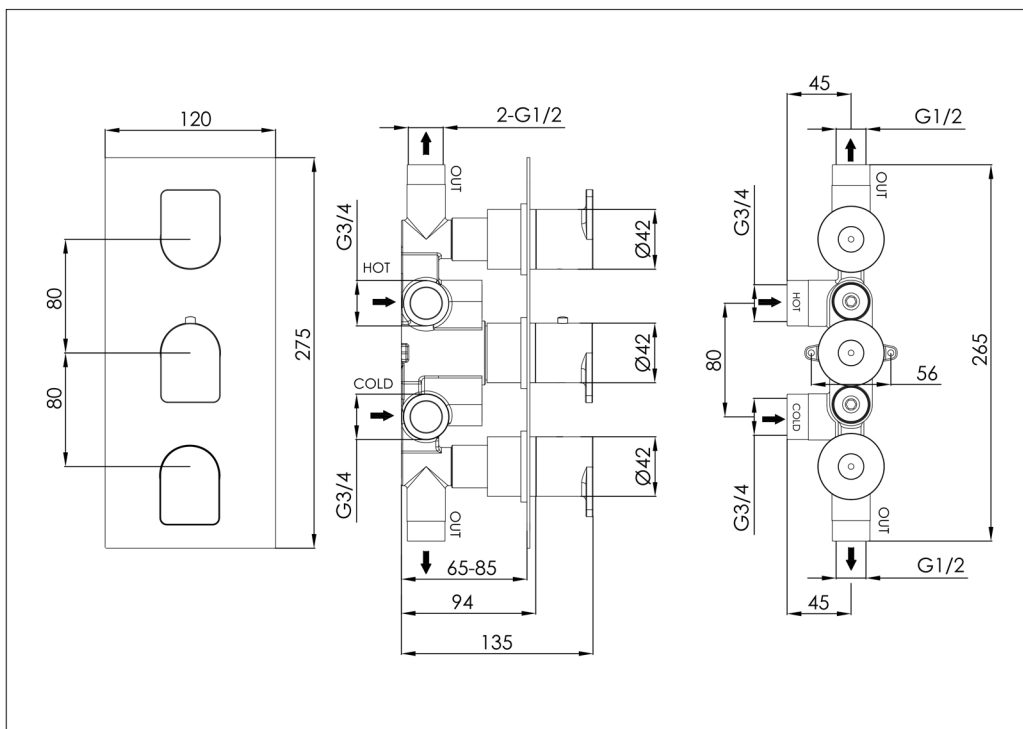 120
80
80
275
2-G1/2
OUT
G3/4
HOT
Ø42
Ø42
COLD
G3/4
Ø42
OUT
65-85
94
135
45
G1/2
OUT
G3/4
HOT
80
265
56
COLD
G3/4
OUT
G1/2
45